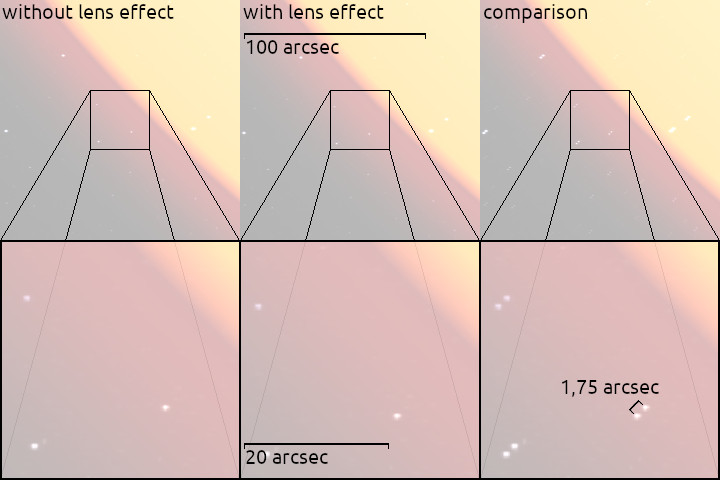 without lens effect
with lens effect
comparison
100 arcsec
1,75 arcsec
20 arcsec